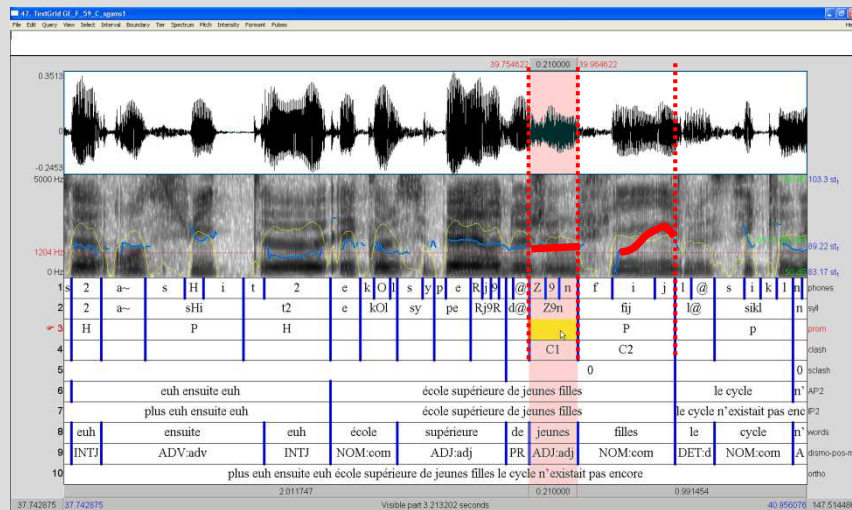 47. TextGrid GE_F_59_C_sgams1
File Edit Query View Select Interval Boundary Tier Spectrum Pitch Intensity Formant Pulses
39.754622 0.210000 39.964622
0.3513
0
-0.2453
5000 Hz 103.3 st
1204 Hz 89.22 st
0 Hz 83.17 st
1 s 2 a~ s H i t 2 e k O l s y p e R j 9 @ Z 9 n f i j l @ s i k l n phones
2 2 a~ sHi t2 e kOl sy pe Rj9R d@ Z9n fij l@ sikl n syll
3 H P H P p prom
4 C1 C2 clash
5 0 0 sclash
6 euh ensuite euh école supérieure de jeunes filles le cycle n' AP2
7 plus euh ensuite euh école supérieure de jeunes filles le cycle n'existait pas enc IP2
8 euh ensuite euh école supérieure de jeunes filles le cycle n' words
9 INTJ ADV:adv INTJ NOM:com ADJ:adj PR ADJ:adj NOM:com DET:d NOM:com A dismo-pos-m
10 plus euh ensuite euh école supérieure de jeunes filles le cycle n'existait pas encore ortho
2.011747 0.210000 0.991454
37.742875 37.742875 Visible part 3.213202 seconds 40.956076 147.514486